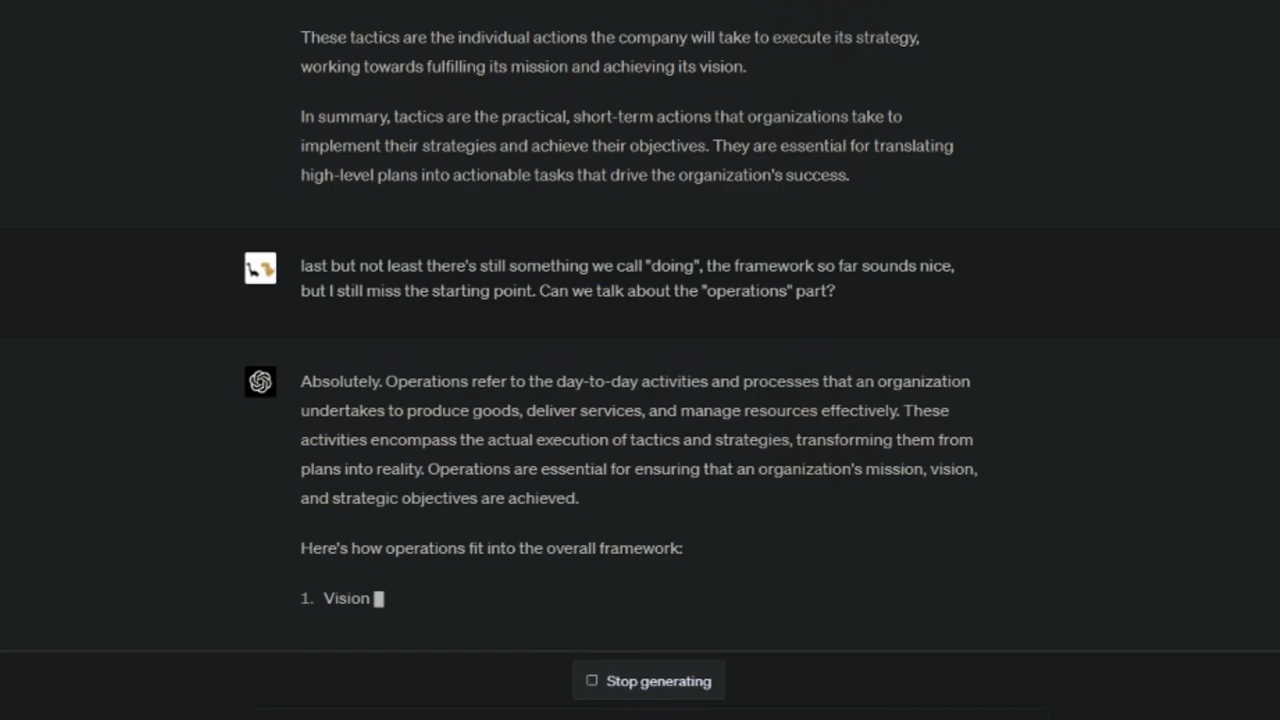 These tactics are the individual actions the company will take to execute its strategy,
working towards fulfilling its mission and achieving its vision.
In summary, tactics are the practical, short-term actions that organizations take to
implement their strategies and achieve their objectives. They are essential for translating
high-level plans into actionable tasks that drive the organization's success.
last but not least there's still something we call "doing", the framework so far sounds nice,
but I still miss the starting point. Can we talk about the "operations" part?
Absolutely. Operations refer to the day-to-day activities and processes that an organization
undertakes to produce goods, deliver services, and manage resources effectively. These
activities encompass the actual execution of tactics and strategies, transforming them from
plans into reality. Operations are essential for ensuring that an organization's mission, vision,
and strategic objectives are achieved.
Here's how operations fit into the overall framework:
1. Vision
Stop generating